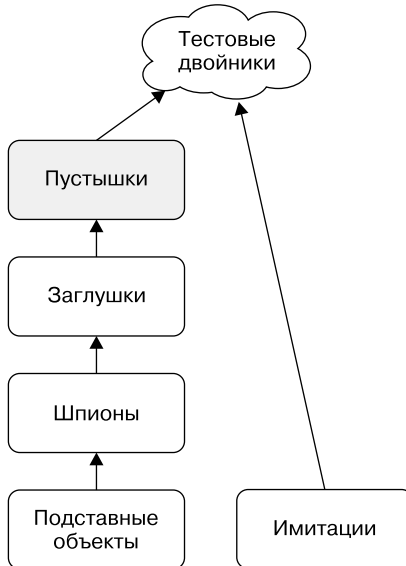 Тестовые
двойники
Пустышки
Заглушки
Шпионы
Подставные
объекты
Имитации